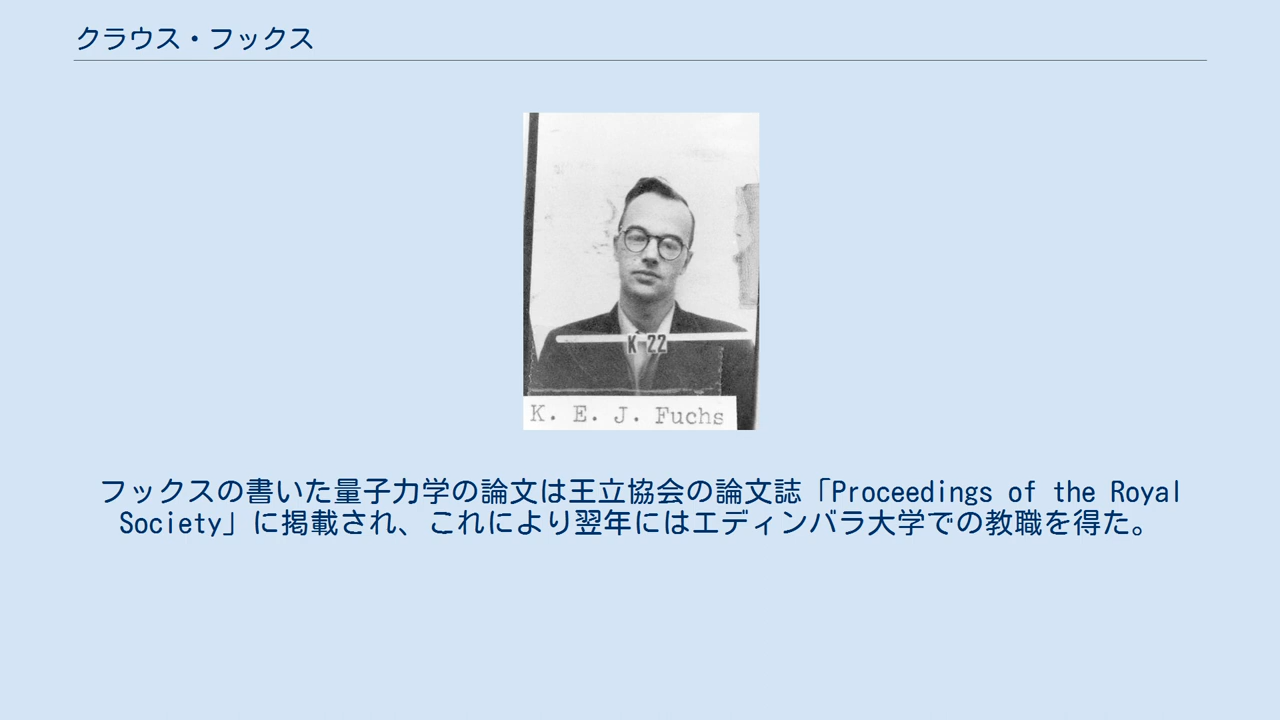 クラウス・フックス
K-22
K. E. J. Fuchs
フックスの書いた量子力学の論文は王立協会の論文誌「Proceedings of the Royal
Society」に掲載され、これにより翌年にはエディンバラ大学での教職を得た。